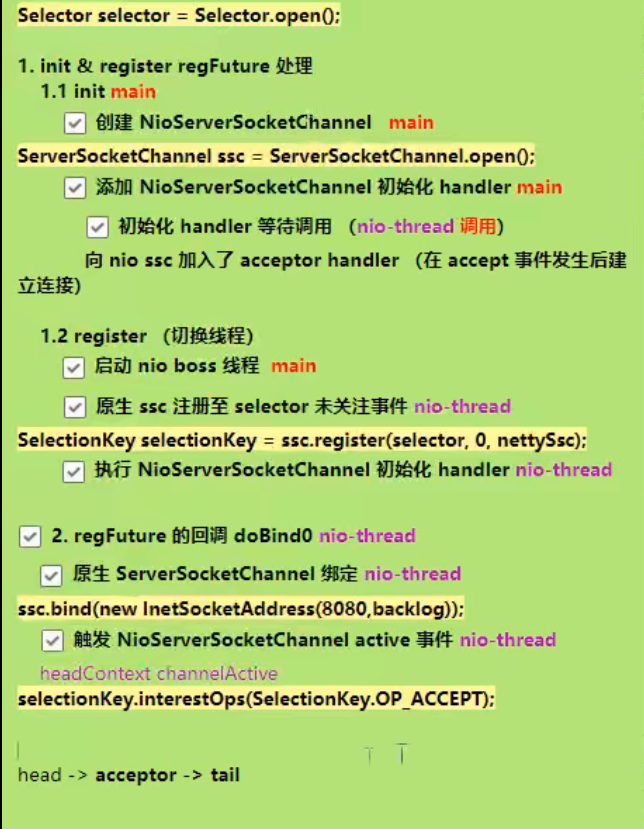 Selector selector = Selector.open();
1. init & register regFuture 处理
1.1 init main
创建 NioServerSocketChannel main
ServerSocketChannel ssc = ServerSocketChannel.open();
添加 NioServerSocketChannel 初始化 handler main
初始化 handler 等待调用 （nio-thread 调用）
向 nio ssc 加入了 acceptor handler （在 accept 事件发生后建
立连接）
1.2 register （切换线程）
启动 nio boss 线程 main
原生 ssc 注册至 selector 未关注事件 nio-thread
SelectionKey selectionKey = ssc.register(selector, 0, nettySsc);
执行 NioServerSocketChannel 初始化 handler nio-thread
2. regFuture 的回调 doBind0 nio-thread
原生 ServerSocketChannel 绑定 nio-thread
ssc.bind(new InetSocketAddress(8080,backlog));
触发 NioServerSocketChannel active 事件 nio-thread
headContext channelActive
selectionKey.interestOps(SelectionKey.OP_ACCEPT);
head -> acceptor -> tail